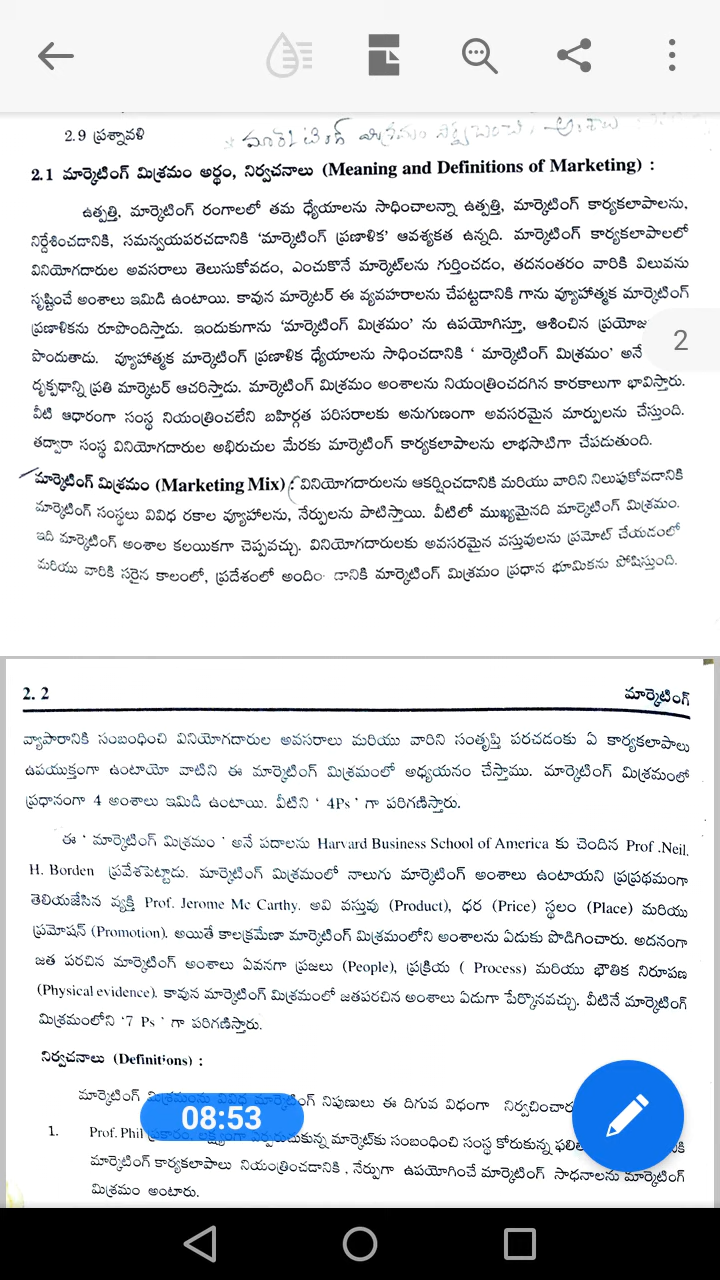 2.9 ప్రశ్నావళి
2.1 మార్కెటింగ్ మిశ్రమం అర్థం, నిర్వచనాలు (Meaning and Definitions of Marketing) :
ఉత్పత్తి, మార్కెటింగ్ రంగాలలో తమ ధ్యేయాలను సాధించాలన్నా ఉత్పత్తి, మార్కెటింగ్ కార్యకలాపాలను,
నిర్దేశించడానికి, సమన్వయపరచడానికి 'మార్కెటింగ్ ప్రణాళిక' ఆవశ్యకత ఉన్నది. మార్కెటింగ్ కార్యకలాపాలలో
వినియోగదారుల అవసరాలు తెలుసుకోవడం, ఎంచుకొనే మార్కెట్‌లను గుర్తించడం, తదనంతరం వారికి విలువను
సృష్టించే అంశాలు ఇమిడి ఉంటాయి. కావున మార్కెటర్ ఈ వ్యవహారాలను చేపట్టడానికి గాను వ్యూహాత్మక మార్కెటింగ్
ప్రణాళికను రూపొందిస్తాడు. ఇందుకుగాను 'మార్కెటింగ్ మిశ్రమం' ను ఉపయోగిస్తూ, ఆశించిన
2
పొందుతాడు. వ్యూహాత్మక మార్కెటింగ్ ప్రణాళిక ధ్యేయాలను సాధించడానికి ' మార్కెటింగ్ మిశ్రమం' అనే
దృక్పథాన్ని ప్రతి మార్కెటర్ ఆచరిస్తాడు. మార్కెటింగ్ మిశ్రమం అంశాలను నియంత్రించదగిన కారకాలుగా భావిస్తారు.
వీటి ఆధారంగా సంస్థ నియంత్రించలేని బహిర్గత పరిసరాలకు అనుగుణంగా అవసరమైన మార్పులను చేస్తుంది.
తద్వారా సంస్థ వినియోగదారుల అభిరుచుల మేరకు మార్కెటింగ్ కార్యకలాపాలను లాభసాటిగా చేపడుతుంది.
మార్కెటింగ్ మిశ్రమం (Marketing Mix) : వినియోగదారులను ఆకర్షించడానికి మరియు వారిని నిలుపుకోవడానికి
మార్కెటింగ్ సంస్థలు వివిధ రకాల వ్యూహాలను, నేర్పులను పాటిస్తాయి. వీటిలో ముఖ్యమైనది మార్కెటింగ్ మిశ్రమం.
ఇది మార్కెటింగ్ అంశాల కలయికగా చెప్పవచ్చు. వినియోగదారులకు అవసరమైన వస్తువులను ప్రమోట్ చేయడంలో
మరియు వారికి సరైన కాలంలో, ప్రదేశంలో మార్కెటింగ్ మిశ్రమం ప్రధాన భూమికను పోషిస్తుంది.
2. 2 మార్కెటింగ్
వ్యాపారానికి సంబంధించి వినియోగదారుల అవసరాలు మరియు వారిని సంతృప్తి పరచడంకు ఏ కార్యకలాపాలు
ఉపయుక్తంగా ఉంటాయో వాటిని ఈ మార్కెటింగ్ మిశ్రమంలో అధ్యయనం చేస్తాము. మార్కెటింగ్ మిశ్రమంలో
ప్రధానంగా 4 అంశాలు ఇమిడి ఉంటాయి. వీటిని ' 4Ps ' గా పరిగణిస్తారు.
ఈ ' మార్కెటింగ్ మిశ్రమం ' అనే పదాలను Harvard Business School of America కు చెందిన Prof .Neil.
H. Borden ప్రవేశపెట్టాడు. మార్కెటింగ్ మిశ్రమంలో నాలుగు మార్కెటింగ్ అంశాలు ఉంటాయని ప్రప్రథమంగా
తెలియజేసిన వ్యక్తి Prof. Jerome Mc Carthy. అవి వస్తువు (Product), ధర (Price) స్థలం (Place) మరియు
ప్రమోషన్ (Promotion). అయితే కాలక్రమేణా మార్కెటింగ్ మిశ్రమంలోని అంశాలను ఏడుకు పొడిగించారు. అదనంగా
జత పరచిన మార్కెటింగ్ అంశాలు ఏవనగా ప్రజలు (People), ప్రక్రియ ( Process) మరియు భౌతిక నిరూపణ
(Physical evidence). కావున మార్కెటింగ్ మిశ్రమంలో జతపరచిన అంశాలు ఏడుగా పేర్కొనవచ్చు. వీటినే మార్కెటింగ్
మిశ్రమంలోని '7 Ps ' గా పరిగణిస్తారు.
నిర్వచనాలు (Definitions) :
మార్కెటింగ్ మిశ్రమంను వివిధ మార్కెటింగ్ నిపుణులు ఈ దిగువ విధంగా
08:53
1. Prof. Phil ప్రకారం, మార్కెట్‌కు సంబంధించి సంస్థ కోరుకున్న
మార్కెటింగ్ కార్యకలాపాలు నియంత్రించడానికి , నేర్పుగా ఉపయోగించే మార్కెటింగ్ సాధనాలను మార్కెటింగ్
మిశ్రమం అంటారు.